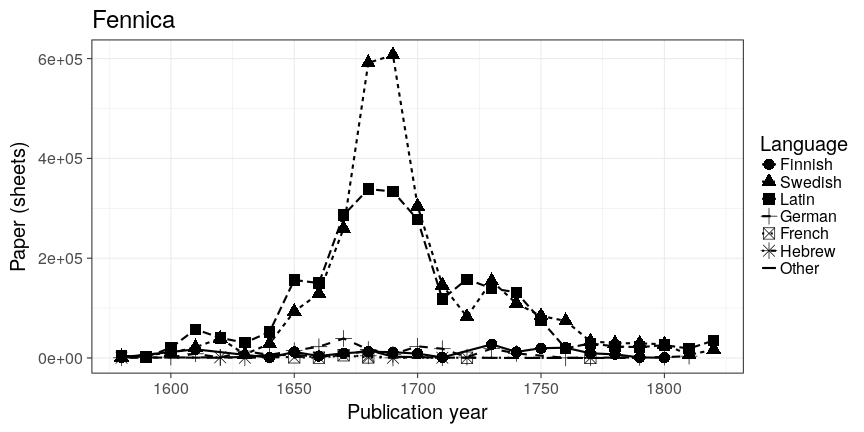 Fennica
6e+05
4e+05
2e+05
0e+00
Paper (sheets)
1600 1650 1700 1750 1800
Publication year
Language
Finnish
Swedish
Latin
German
French
Hebrew
Other